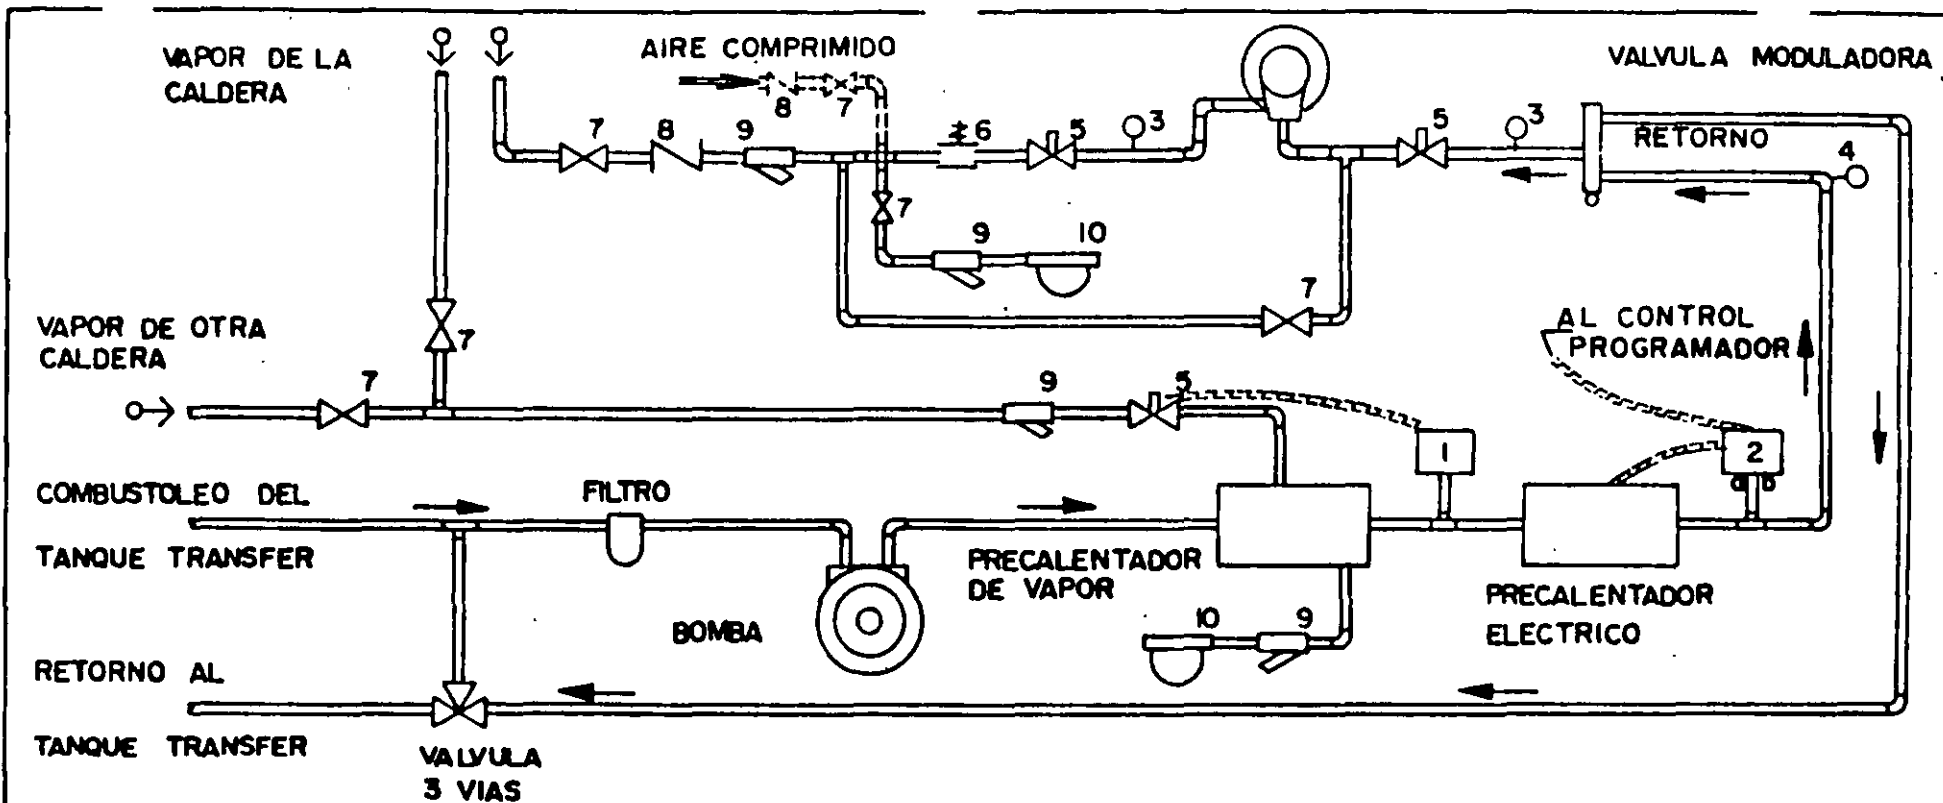 VAPOR DE LA
CALDERA
AIRE COMPRIMIDO
VALVULA MODULADORA
8
7
7
8
9
6
5
3
5
3
RETORNO
4
7
9
10
7
VAPOR DE OTRA
CALDERA
7
AL CONTROL
PROGRAMADOR
7
9
5
1
2
COMBUSTOLEO DEL
TANQUE TRANSFER
FILTRO
PRECALENTADOR
DE VAPOR
PRECALENTADOR
ELECTRICO
BOMBA
10
9
RETORNO AL
TANQUE TRANSFER
VALVULA
3 VIAS